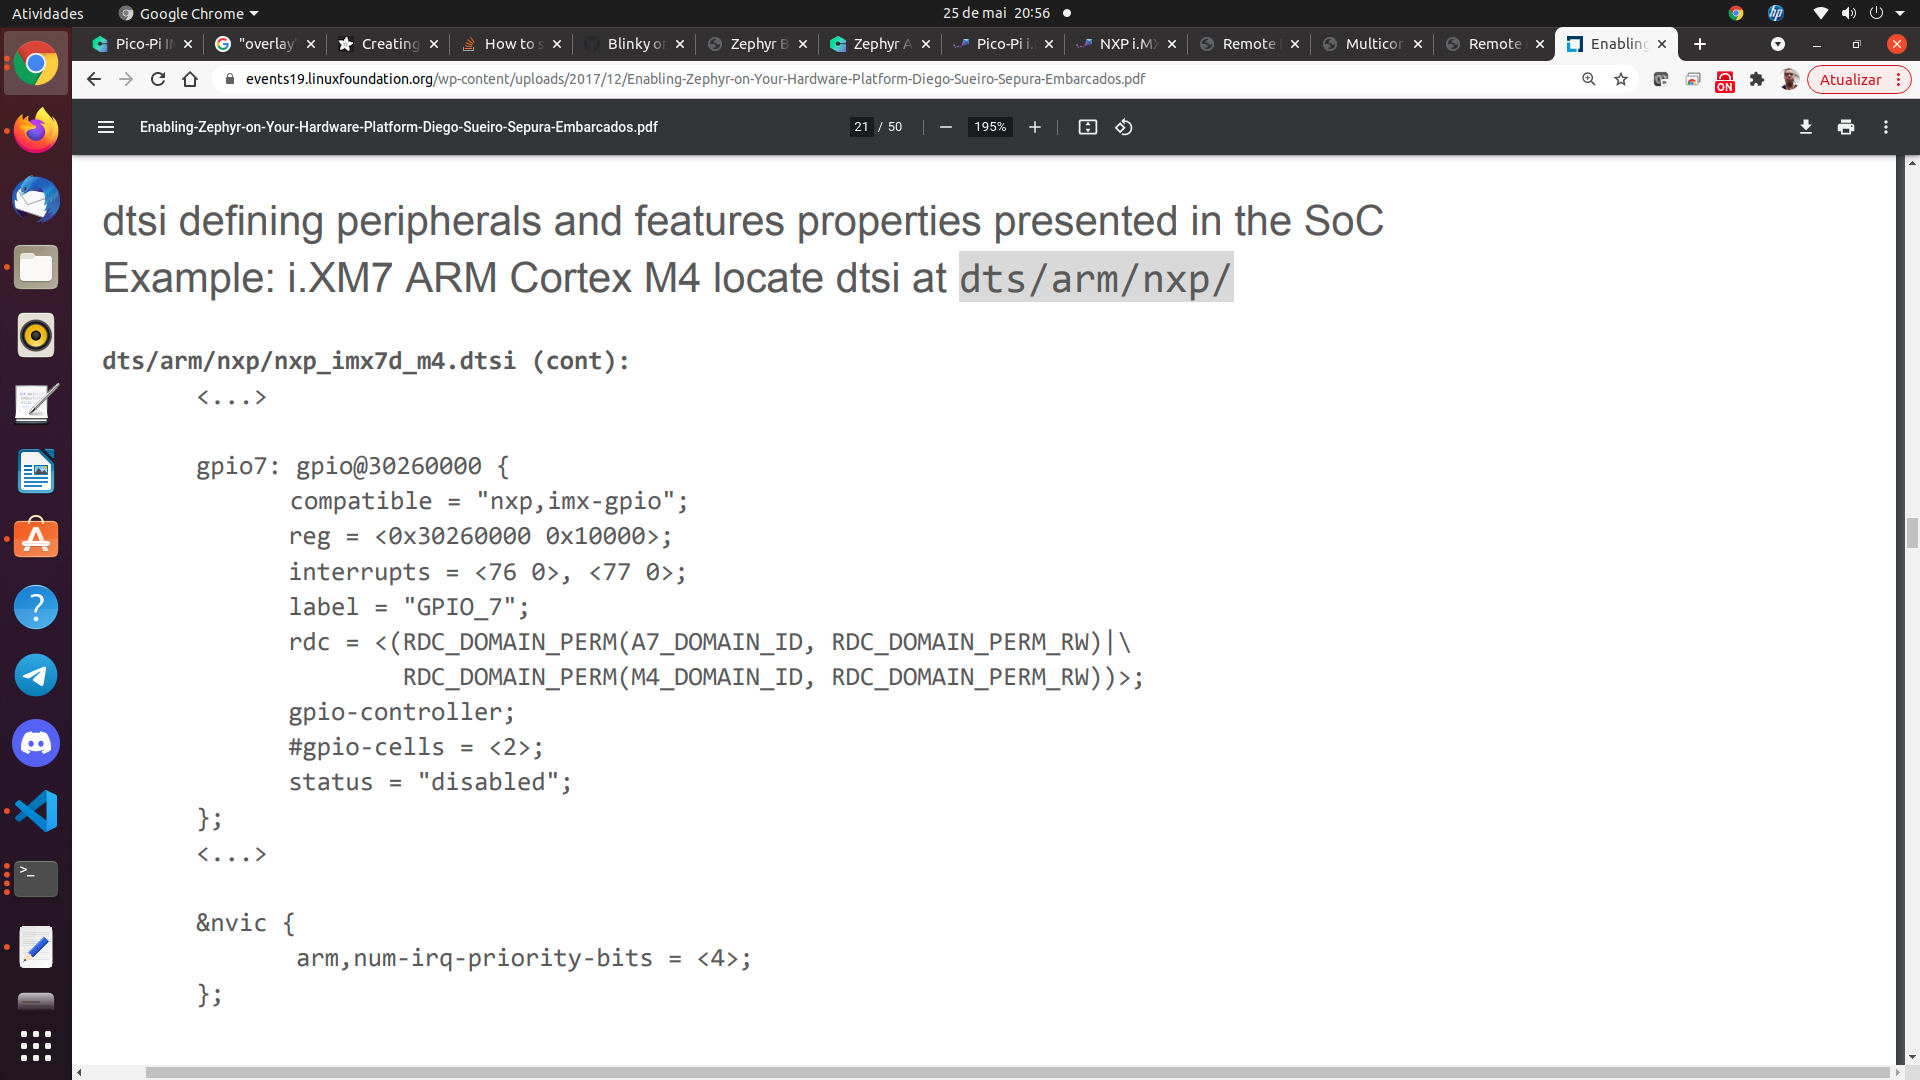 Atividades
Google Chrome
25 de mai 20:56
Pico-Pi IM
"overlay
Creating
How to s
Blinky or
Zephyr B
Zephyr A
Pico-Pi i.
NXP i.MX
Remote
Multicor
Remote
Enabling
events19.linuxfoundation.org/wp-content/uploads/2017/12/Enabling-Zephyr-on-Your-Hardware-Platform-Diego-Sueiro-Sepura-Embarcados.pdf
ON
Atualizar
Enabling-Zephyr-on-Your-Hardware-Platform-Diego-Sueiro-Sepura-Embarcados.pdf
21 / 50
195%
dtsi defining peripherals and features properties presented in the SoC
Example: i.XM7 ARM Cortex M4 locate dtsi at dts/arm/nxp/
dts/arm/nxp/nxp_imx7d_m4.dtsi (cont):
<...>
gpio7: gpio@30260000 {
compatible = "nxp,imx-gpio";
reg = <0x30260000 0x10000>;
interrupts = <76 0>, <77 0>;
label = "GPIO_7";
rdc = <(RDC_DOMAIN_PERM(A7_DOMAIN_ID, RDC_DOMAIN_PERM_RW)|\
RDC_DOMAIN_PERM(M4_DOMAIN_ID, RDC_DOMAIN_PERM_RW))>;
gpio-controller;
#gpio-cells = <2>;
status = "disabled";
};
<...>
&nvic {
arm,num-irq-priority-bits = <4>;
};